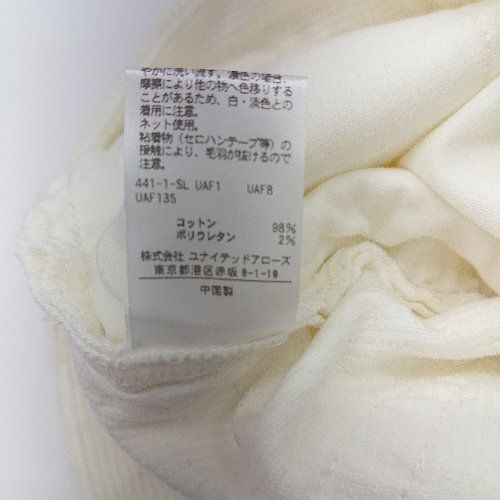 やかに洗い流す。濃色の場合、
摩擦により他の物へ色移りする
ことがあるため、白・淡色との
着用に注意。
ネット使用。
粘着物（セロハンテープ等）の
接触により、毛羽が抜けるので
注意。
441-1-SL UAF1 UAF8
UAF135
コットン 98%
ポリウレタン 2%
株式会社 ユナイテッドアローズ
東京都港区赤坂8-1-19
中国製